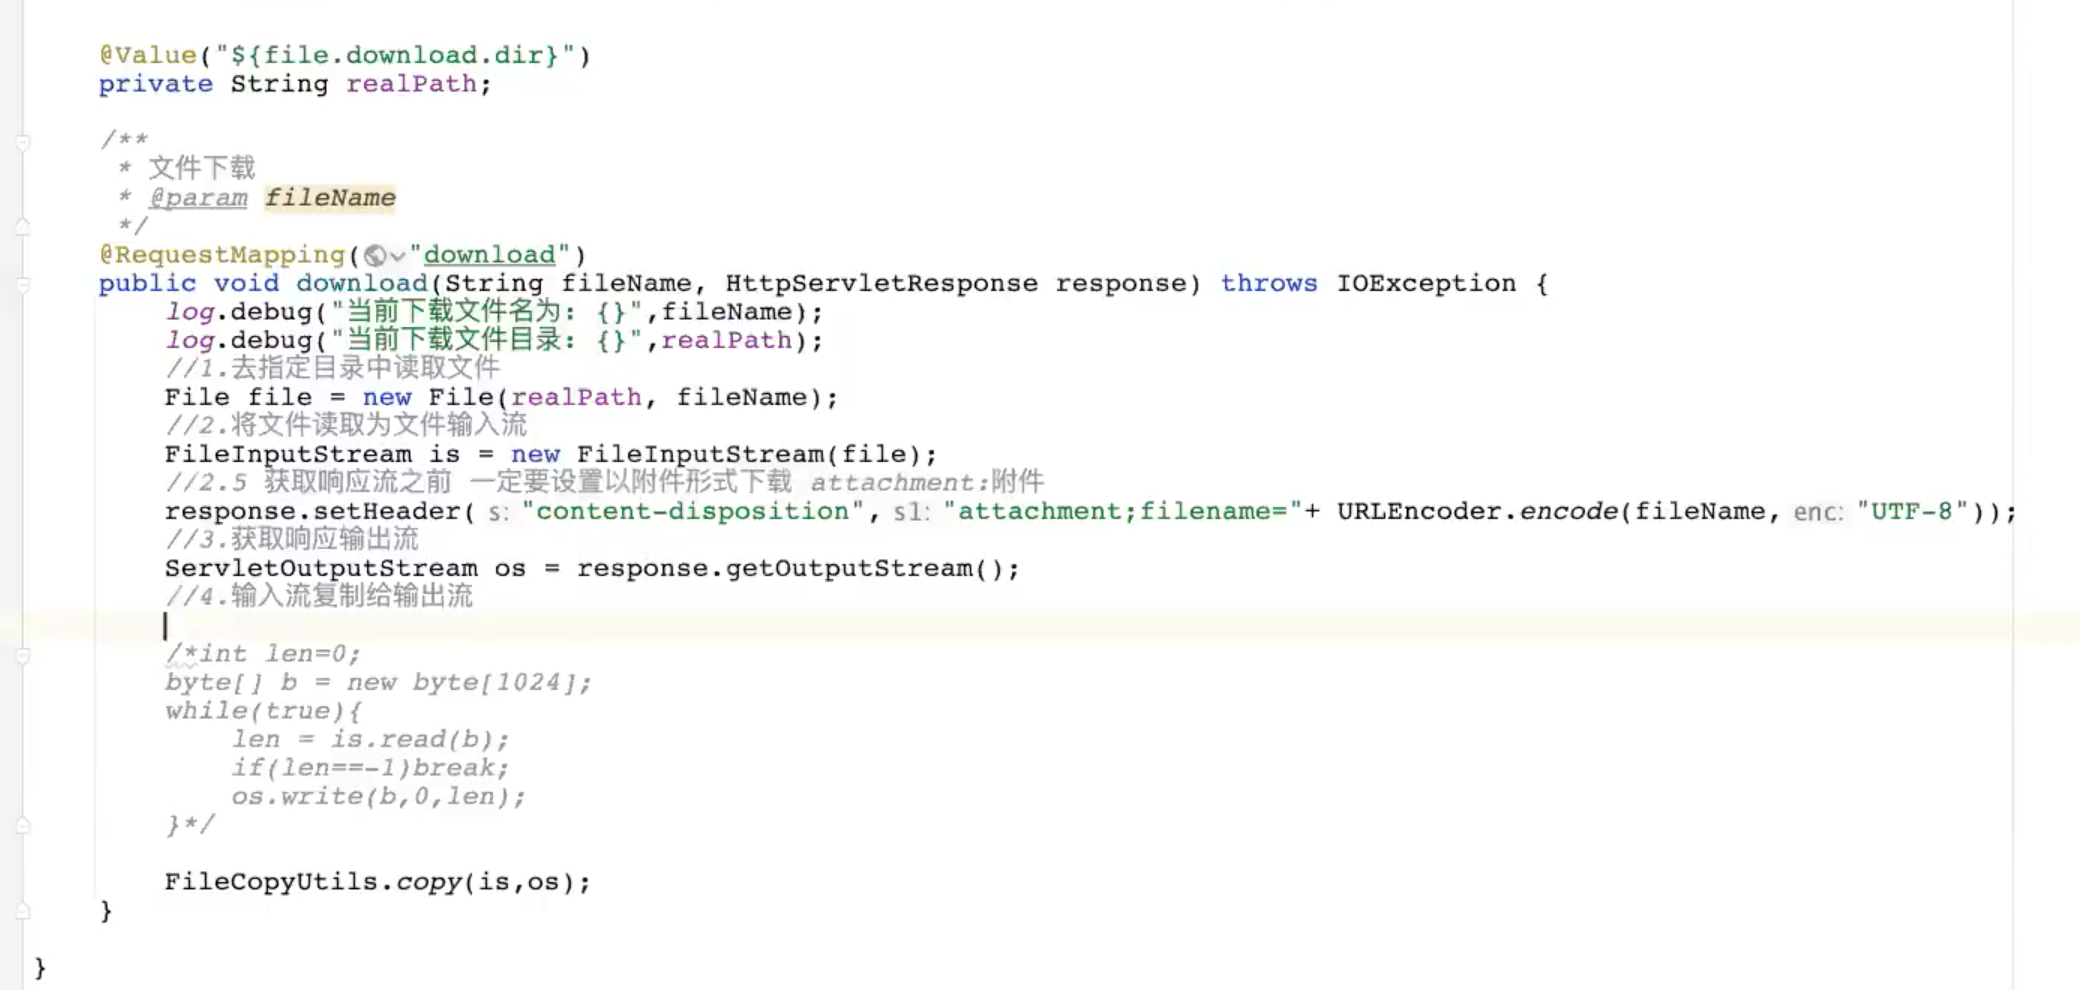 @Value("${file.download.dir}")
private String realPath;
/**
* 文件下载
* @param fileName
*/
@RequestMapping("download")
public void download(String fileName, HttpServletResponse response) throws IOException {
log.debug("当前下载文件名为: {}",fileName);
log.debug("当前下载文件目录: {}",realPath);
//1.去指定目录中读取文件
File file = new File(realPath, fileName);
//2.将文件读取为文件输入流
FileInputStream is = new FileInputStream(file);
//2.5 获取响应流之前 一定要设置以附件形式下载 attachment:附件
response.setHeader( s: "content-disposition", s1: "attachment;filename="+ URLEncoder.encode(fileName, enc: "UTF-8"));
//3.获取响应输出流
ServletOutputStream os = response.getOutputStream();
//4.输入流复制给输出流
/*int len=0;
byte[] b = new byte[1024];
while(true){
len = is.read(b);
if(len==-1)break;
os.write(b,0,len);
}*/
FileCopyUtils.copy(is,os);
}
}